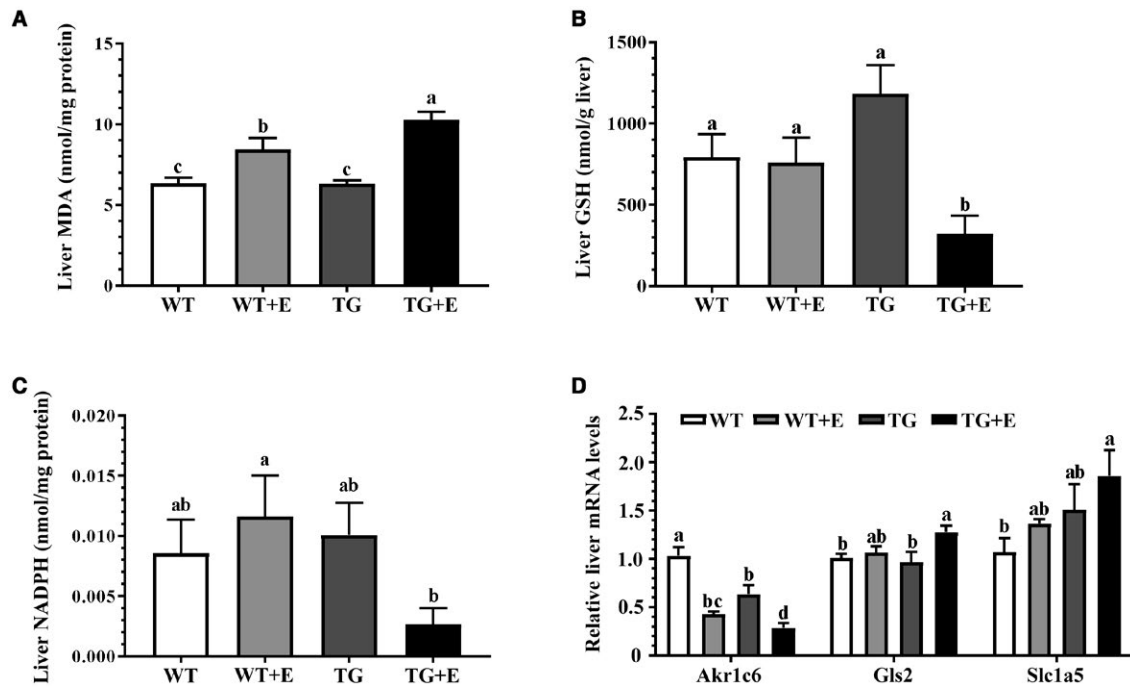 A
Liver MDA (nmol/mg protein)
15
10
5
0
c
b
c
a
WT WT+E TG TG+E
B
Liver GSH (nmol/g liver)
1500
1000
500
0
a
a
a
b
WT WT+E TG TG+E
C
Liver NADPH (nmol/mg protein)
0.020
0.015
0.010
0.005
0.000
ab
a
ab
b
WT WT+E TG TG+E
D
Relative liver mRNA levels
2.5
2.0
1.5
1.0
0.5
0.0
WT WT+E TG TG+E
a
bc
b
d
b
ab
b
a
b
ab
ab
a
Akr1c6 Gls2 Slc1a5